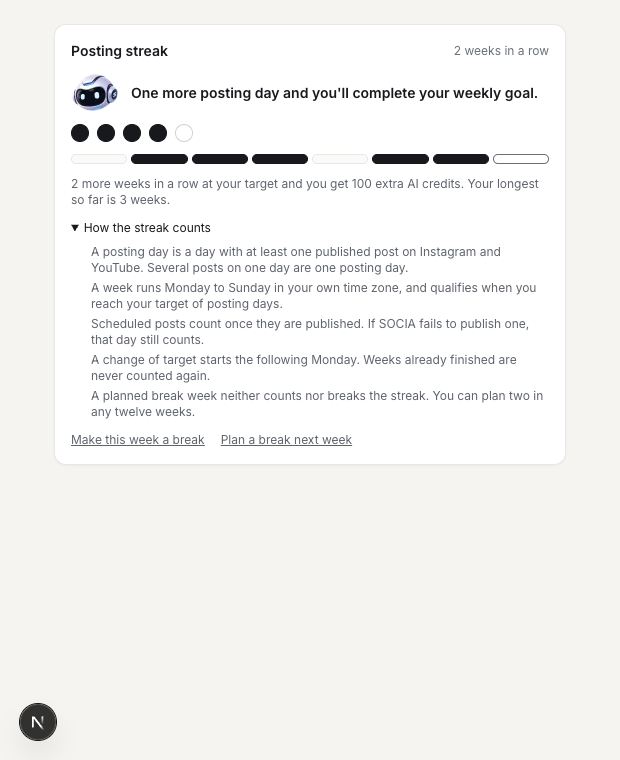 Posting streak
2 weeks in a row
One more posting day and you'll complete your weekly goal.
2 more weeks in a row at your target and you get 100 extra AI credits. Your longest
so far is 3 weeks.
How the streak counts
A posting day is a day with at least one published post on Instagram and
YouTube. Several posts on one day are one posting day.
A week runs Monday to Sunday in your own time zone, and qualifies when you
reach your target of posting days.
Scheduled posts count once they are published. If SOCIA fails to publish one,
that day still counts.
A change of target starts the following Monday. Weeks already finished are
never counted again.
A planned break week neither counts nor breaks the streak. You can plan two in
any twelve weeks.
Make this week a break
Plan a break next week
N